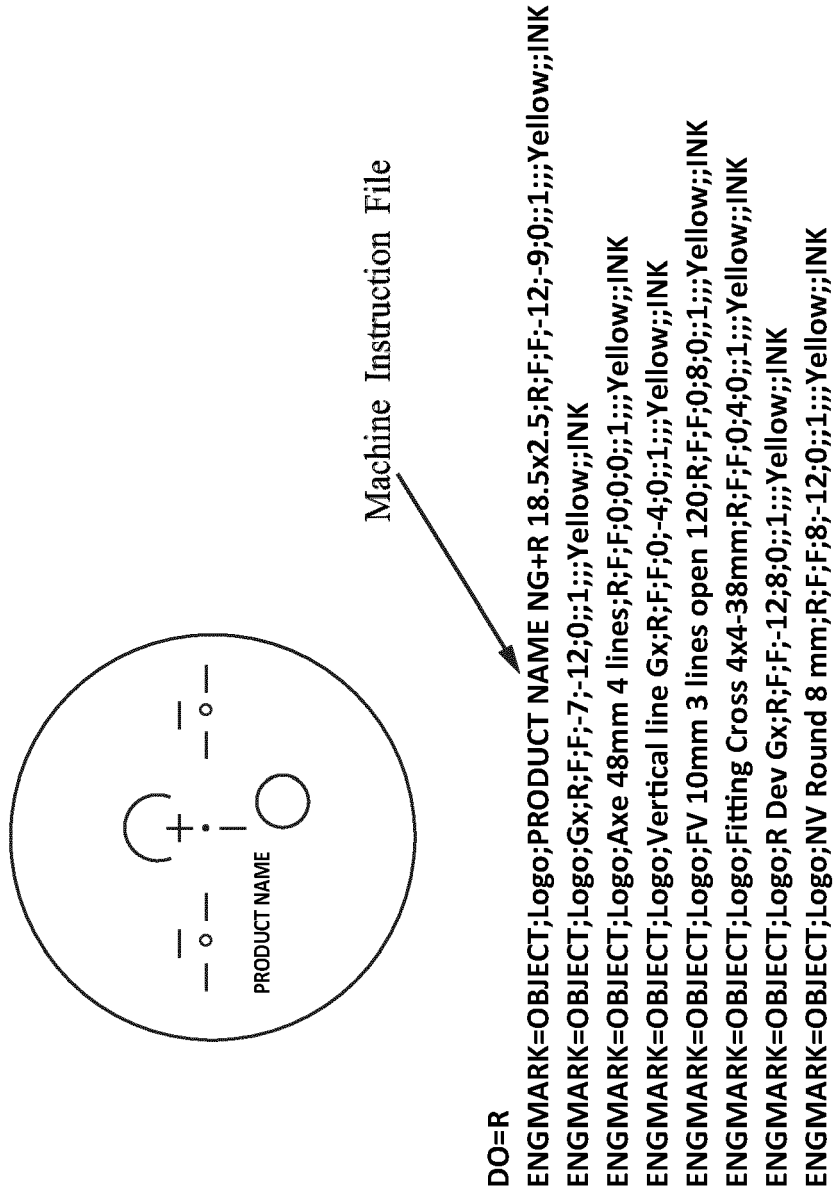 PRODUCT NAME
Machine Instruction File
DO=R
ENGMARK=OBJECT;Logo;PRODUCT NAME NG+R 18.5x2.5;R;F;F;-12;-9;0;;1;;;Yellow;;INK
ENGMARK=OBJECT;Logo;Gx;R;F;F;-7;-12;0;;1;;;Yellow;;INK
ENGMARK=OBJECT;Logo;Axe 48mm 4 lines;R;F;F;0;0;0;;1;;;Yellow;;INK
ENGMARK=OBJECT;Logo;Vertical line Gx;R;F;F;0;-4;0;;1;;;Yellow;;INK
ENGMARK=OBJECT;Logo;FV 10mm 3 lines open 120;R;F;F;0;8;0;;1;;;Yellow;;INK
ENGMARK=OBJECT;Logo;Fitting Cross 4x4-38mm;R;F;F;0;4;0;;1;;;Yellow;;INK
ENGMARK=OBJECT;Logo;R Dev Gx;R;F;F;-12;8;0;;1;;;Yellow;;INK
ENGMARK=OBJECT;Logo;NV Round 8 mm;R;F;F;8;-12;0;;1;;;Yellow;;INK